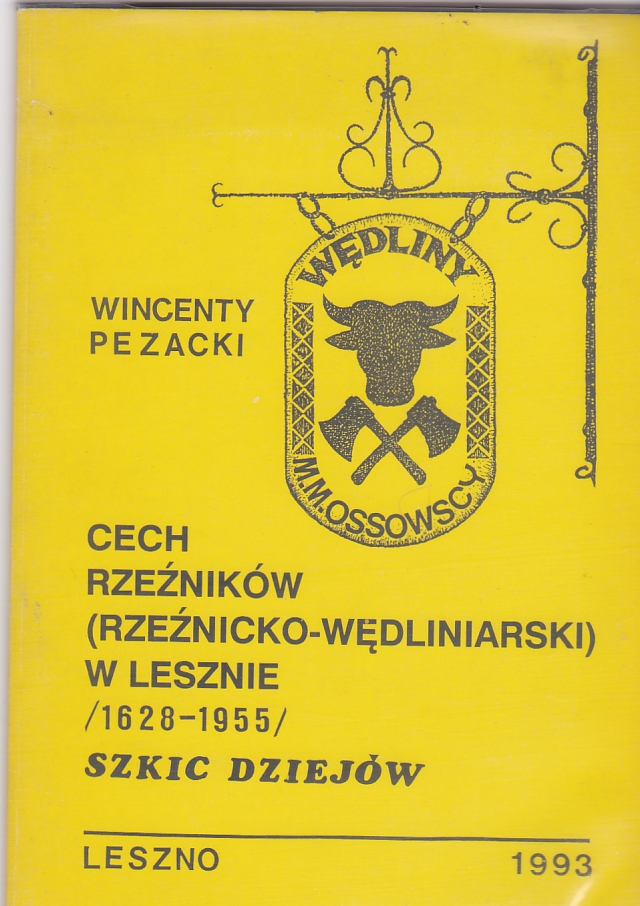 WĘDLINY
M.M.OSSOWSCY
WINCENTY
PEZACKI
CECH
RZEŹNIKÓW
(RZEŹNICKO-WĘDLINIARSKI)
W LESZNIE
/1628-1955/
SZKIC DZIEJÓW
LESZNO 1993